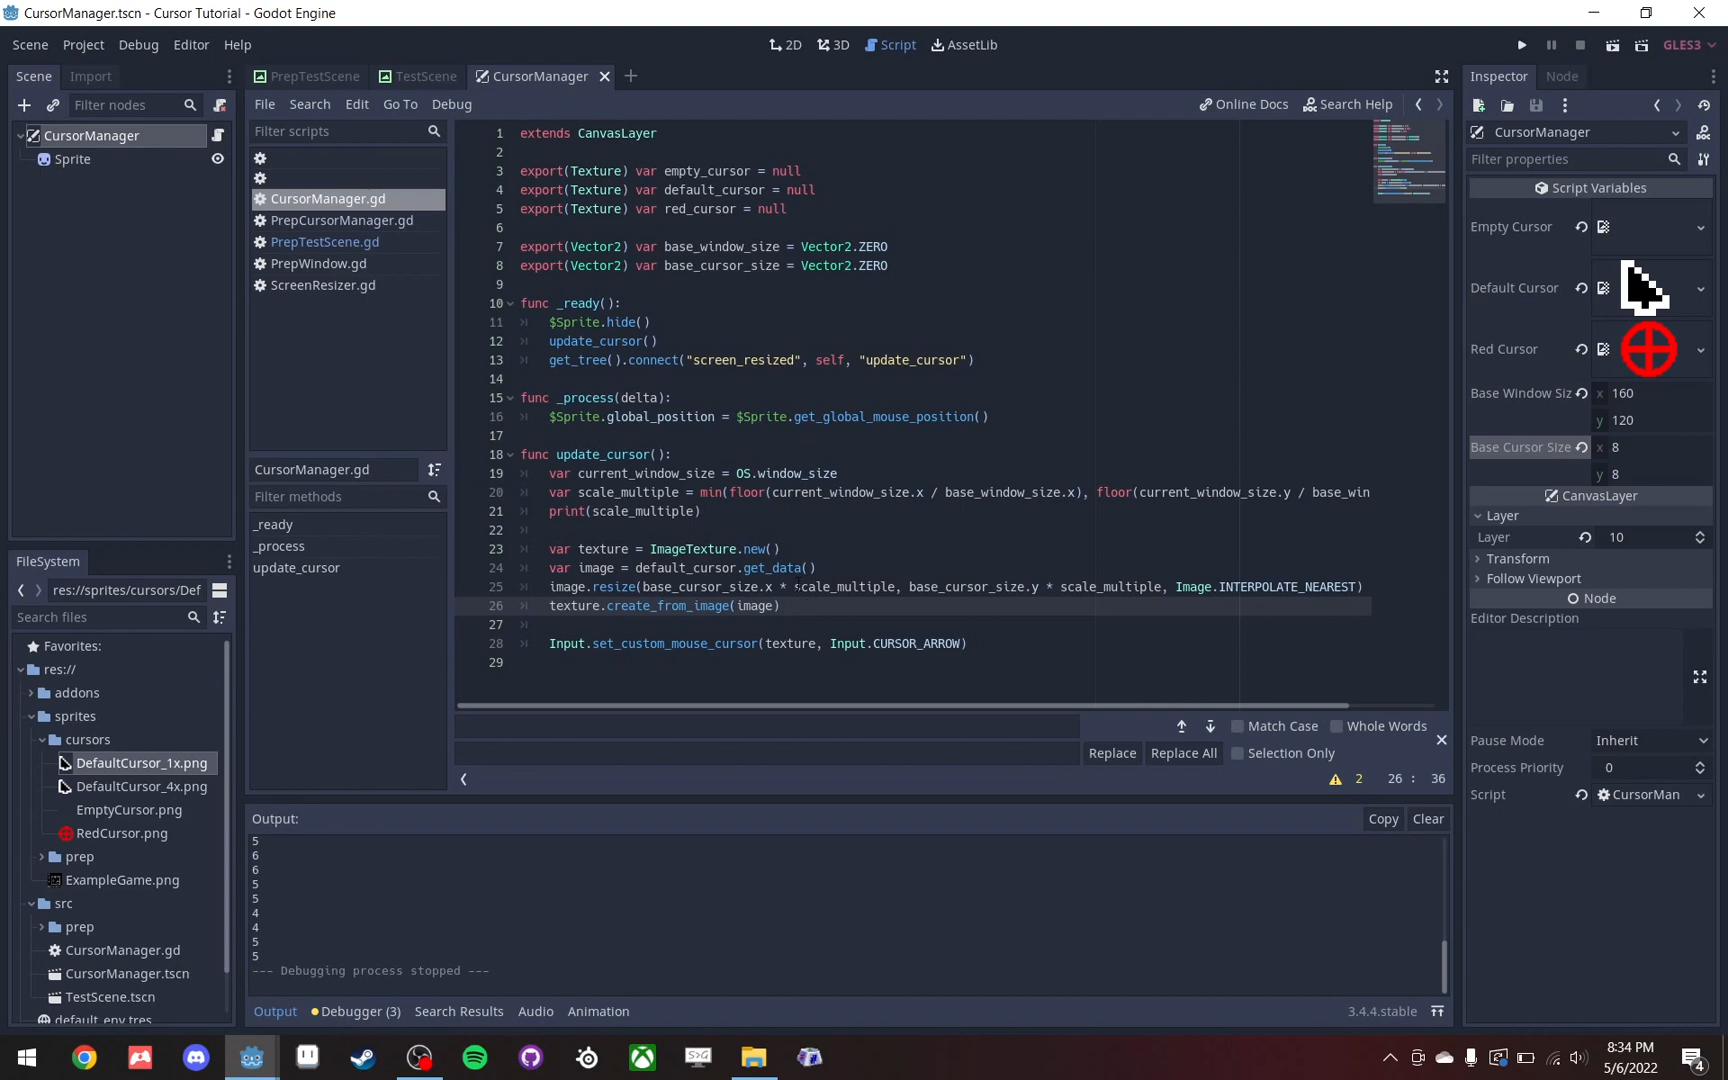 CursorManager.tscn - Cursor Tutorial - Godot Engine
Scene Project Debug Editor Help
2D 3D Script AssetLib
GLES3
Scene Import
Filter nodes
CursorManager
Sprite
PrepTestScene TestScene CursorManager
File Search Edit Go To Debug
Online Docs Search Help
Filter scripts
CursorManager.gd
PrepCursorManager.gd
PrepTestScene.gd
PrepWindow.gd
ScreenResizer.gd
CursorManager.gd
Filter methods
_ready
_process
update_cursor
1 extends CanvasLayer
2
3 export(Texture) var empty_cursor = null
4 export(Texture) var default_cursor = null
5 export(Texture) var red_cursor = null
6
7 export(Vector2) var base_window_size = Vector2.ZERO
8 export(Vector2) var base_cursor_size = Vector2.ZERO
9
10 func _ready():
11 $Sprite.hide()
12 update_cursor()
13 get_tree().connect("screen_resized", self, "update_cursor")
14
15 func _process(delta):
16 $Sprite.global_position = $Sprite.get_global_mouse_position()
17
18 func update_cursor():
19 var current_window_size = OS.window_size
20 var scale_multiple = min(floor(current_window_size.x / base_window_size.x), floor(current_window_size.y / base_win
21 print(scale_multiple)
22
23 var texture = ImageTexture.new()
24 var image = default_cursor.get_data()
25 image.resize(base_cursor_size.x * scale_multiple, base_cursor_size.y * scale_multiple, Image.INTERPOLATE_NEAREST)
26 texture.create_from_image(image)
27
28 Input.set_custom_mouse_cursor(texture, Input.CURSOR_ARROW)
29
Match Case Whole Words
Replace Replace All Selection Only
2 26 : 36
Output:
Copy Clear
5
6
6
5
5
4
4
5
5
--- Debugging process stopped ---
Output Debugger (3) Search Results Audio Animation
3.4.4.stable
FileSystem
res://sprites/cursors/Def
Search files
Favorites:
res://
addons
sprites
cursors
DefaultCursor_1x.png
DefaultCursor_4x.png
EmptyCursor.png
RedCursor.png
prep
ExampleGame.png
src
prep
CursorManager.gd
CursorManager.tscn
TestScene.tscn
default_env.tres
Inspector Node
CursorManager
Filter properties
Script Variables
Empty Cursor
Default Cursor
Red Cursor
Base Window Siz x 160
y 120
Base Cursor Size x 8
y 8
CanvasLayer
Layer
Layer 10
Transform
Follow Viewport
Node
Editor Description
Pause Mode Inherit
Process Priority 0
Script CursorMan
8:34 PM
5/6/2022
4